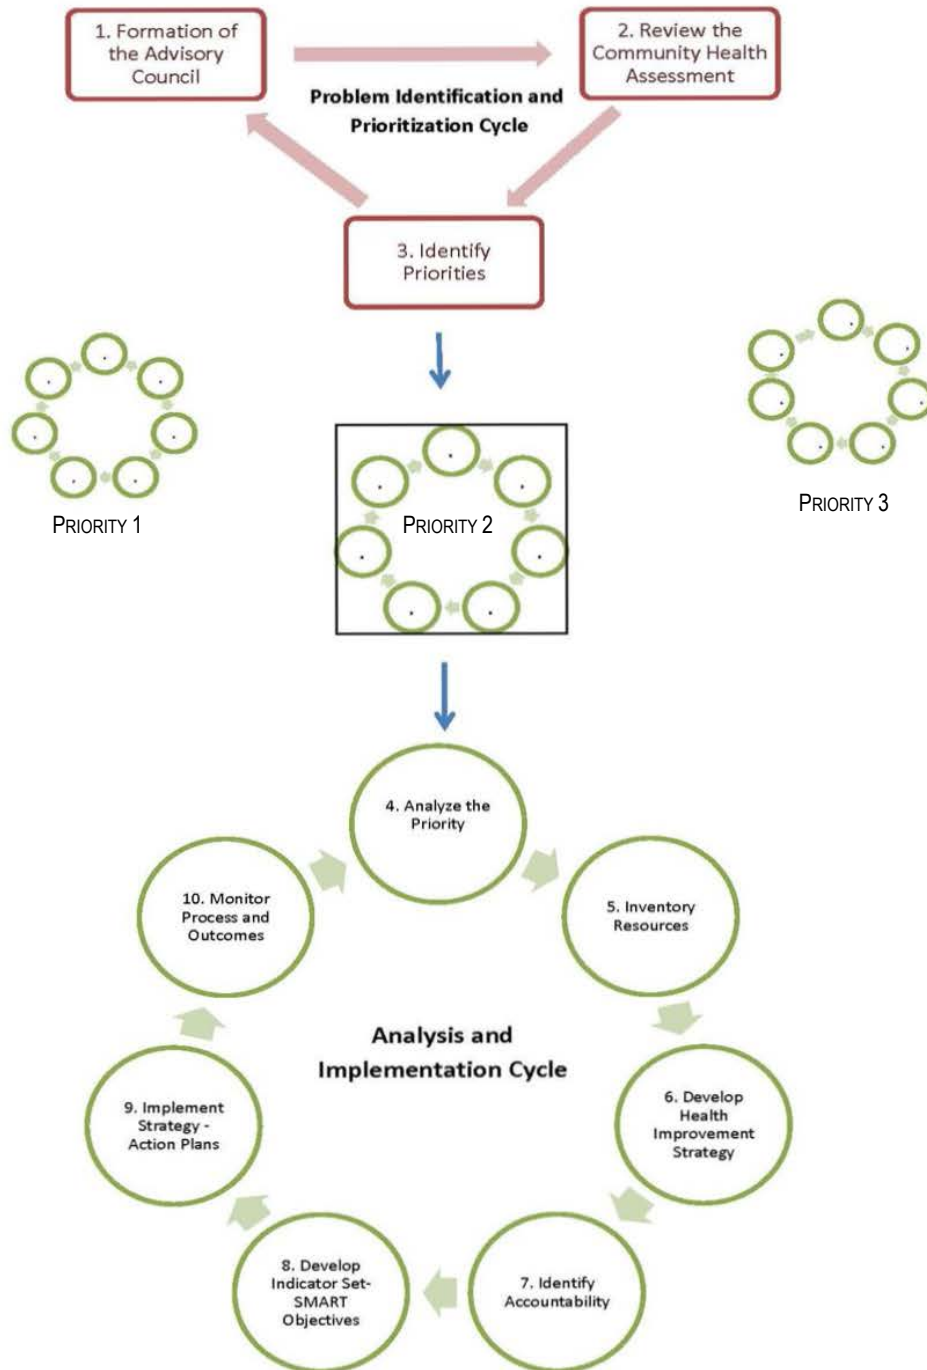 1. Formation of
the Advisory
Council
2. Review the
Community Health
Assessment
Problem Identification and
Prioritization Cycle
3. Identify
Priorities
PRIORITY 1
PRIORITY 2
PRIORITY 3
4. Analyze the
Priority
5. Inventory
Resources
6. Develop
Health
Improvement
Strategy
7. Identify
Accountability
8. Develop
Indicator Set-
SMART
Objectives
9. Implement
Strategy -
Action Plans
10. Monitor
Process and
Outcomes
Analysis and
Implementation Cycle